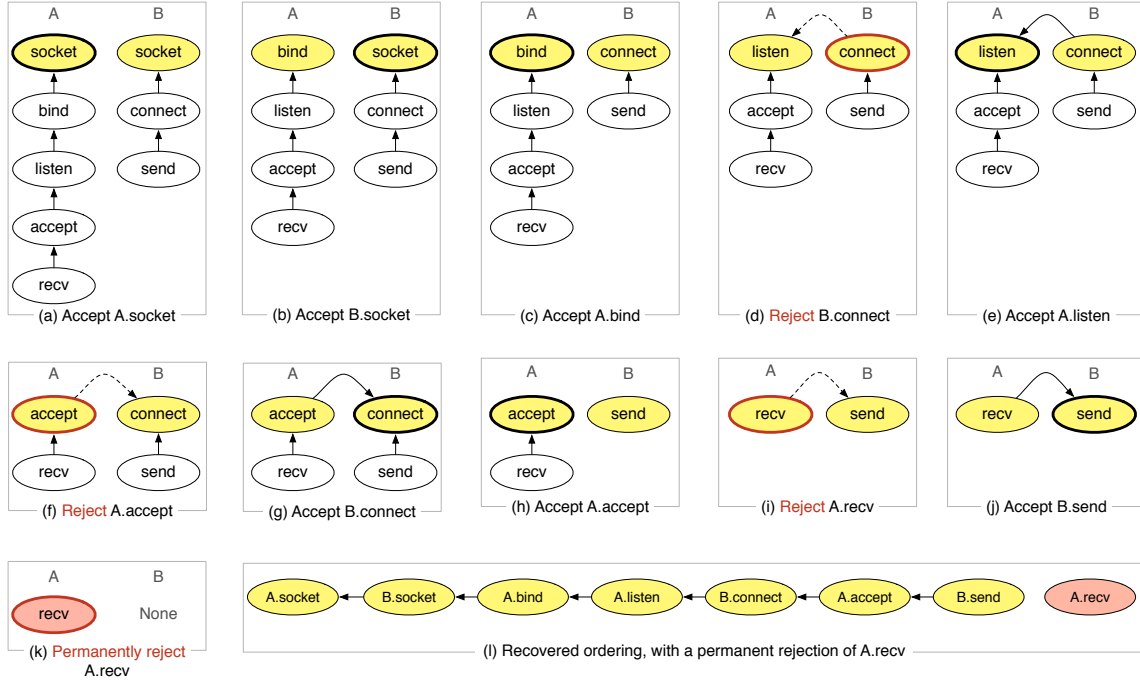 A B
socket socket
bind connect
listen send
accept
recv
(a) Accept A.socket
A B
bind socket
listen connect
accept send
recv
(b) Accept B.socket
A B
bind connect
listen send
accept
recv
(c) Accept A.bind
A B
listen connect
accept send
recv
(d) Reject B.connect
A B
listen connect
accept send
recv
(e) Accept A.listen
A B
accept connect
recv send
(f) Reject A.accept
A B
accept connect
recv send
(g) Accept B.connect
A B
accept send
recv
(h) Accept A.accept
A B
recv send
(i) Reject A.recv
A B
recv send
(j) Accept B.send
A B
recv None
(k) Permanently reject
A.recv
A.socket B.socket A.bind A.listen B.connect A.accept B.send A.recv
(l) Recovered ordering, with a permanent rejection of A.recv